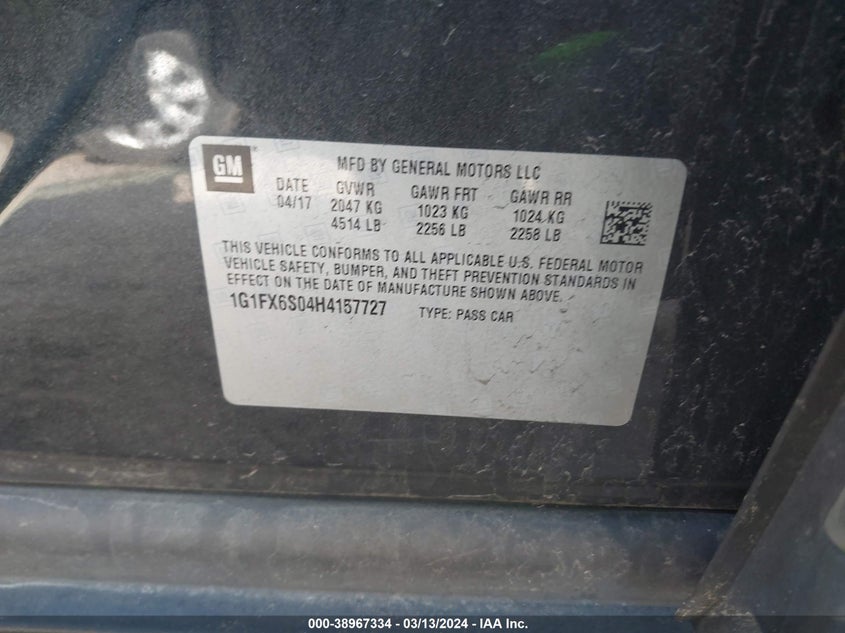 GM
MFD BY GENERAL MOTORS LLC
DATE GVWR GAWR FRT GAWR RR
04/17 2047 KG 1023 KG 1024 KG
4514 LB 2256 LB 2258 LB
THIS VEHICLE CONFORMS TO ALL APPLICABLE U.S. FEDERAL MOTOR
VEHICLE SAFETY, BUMPER, AND THEFT PREVENTION STANDARDS IN
EFFECT ON THE DATE OF MANUFACTURE SHOWN ABOVE.
1G1FX6S04H4157727 TYPE: PASS CAR
000-38967334 — 03/13/2024 — IAA Inc.